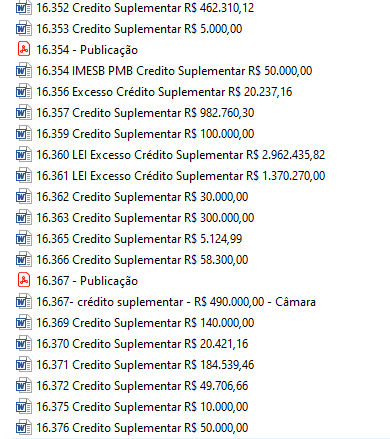 16.352 Credito Suplementar R$ 462.310,12
16.353 Credito Suplementar R$ 5.000,00
16.354 - Publicação
16.354 IMESB PMB Credito Suplementar R$ 50.000,00
16.356 Excesso Crédito Suplementar R$ 20.237,16
16.357 Credito Suplementar R$ 982.760,30
16.359 Credito Suplementar R$ 100.000,00
16.360 LEI Excesso Crédito Suplementar R$ 2.962.435,82
16.361 LEI Excesso Crédito Suplementar R$ 1.370.270,00
16.362 Credito Suplementar R$ 30.000,00
16.363 Credito Suplementar R$ 300.000,00
16.365 Credito Suplementar R$ 5.124,99
16.366 Credito Suplementar R$ 58.300,00
16.367 - Publicação
16.367- crédito suplementar - R$ 490.000,00 - Câmara
16.369 Credito Suplementar R$ 140.000,00
16.370 Credito Suplementar R$ 20.421,16
16.371 Credito Suplementar R$ 184.539,46
16.372 Credito Suplementar R$ 49.706,66
16.375 Credito Suplementar R$ 10.000,00
16.376 Credito Suplementar R$ 50.000,00